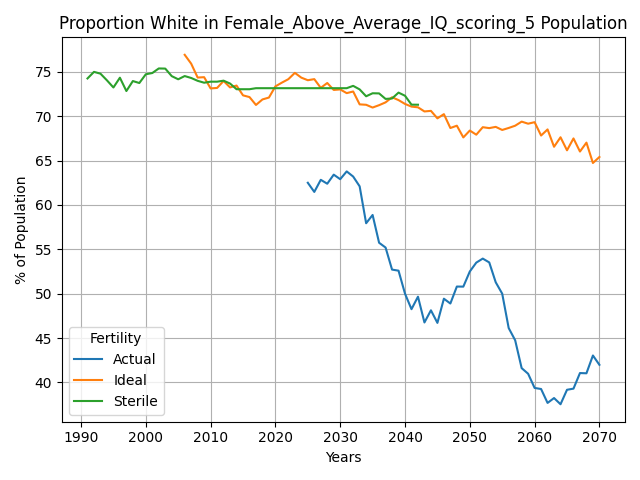 Proportion White in Female_Above_Average_IQ_scoring_5 Population
% of Population
75
70
65
60
55
50
45
40
Fertility
Actual
Ideal
Sterile
1990 2000 2010 2020 2030 2040 2050 2060 2070
Years